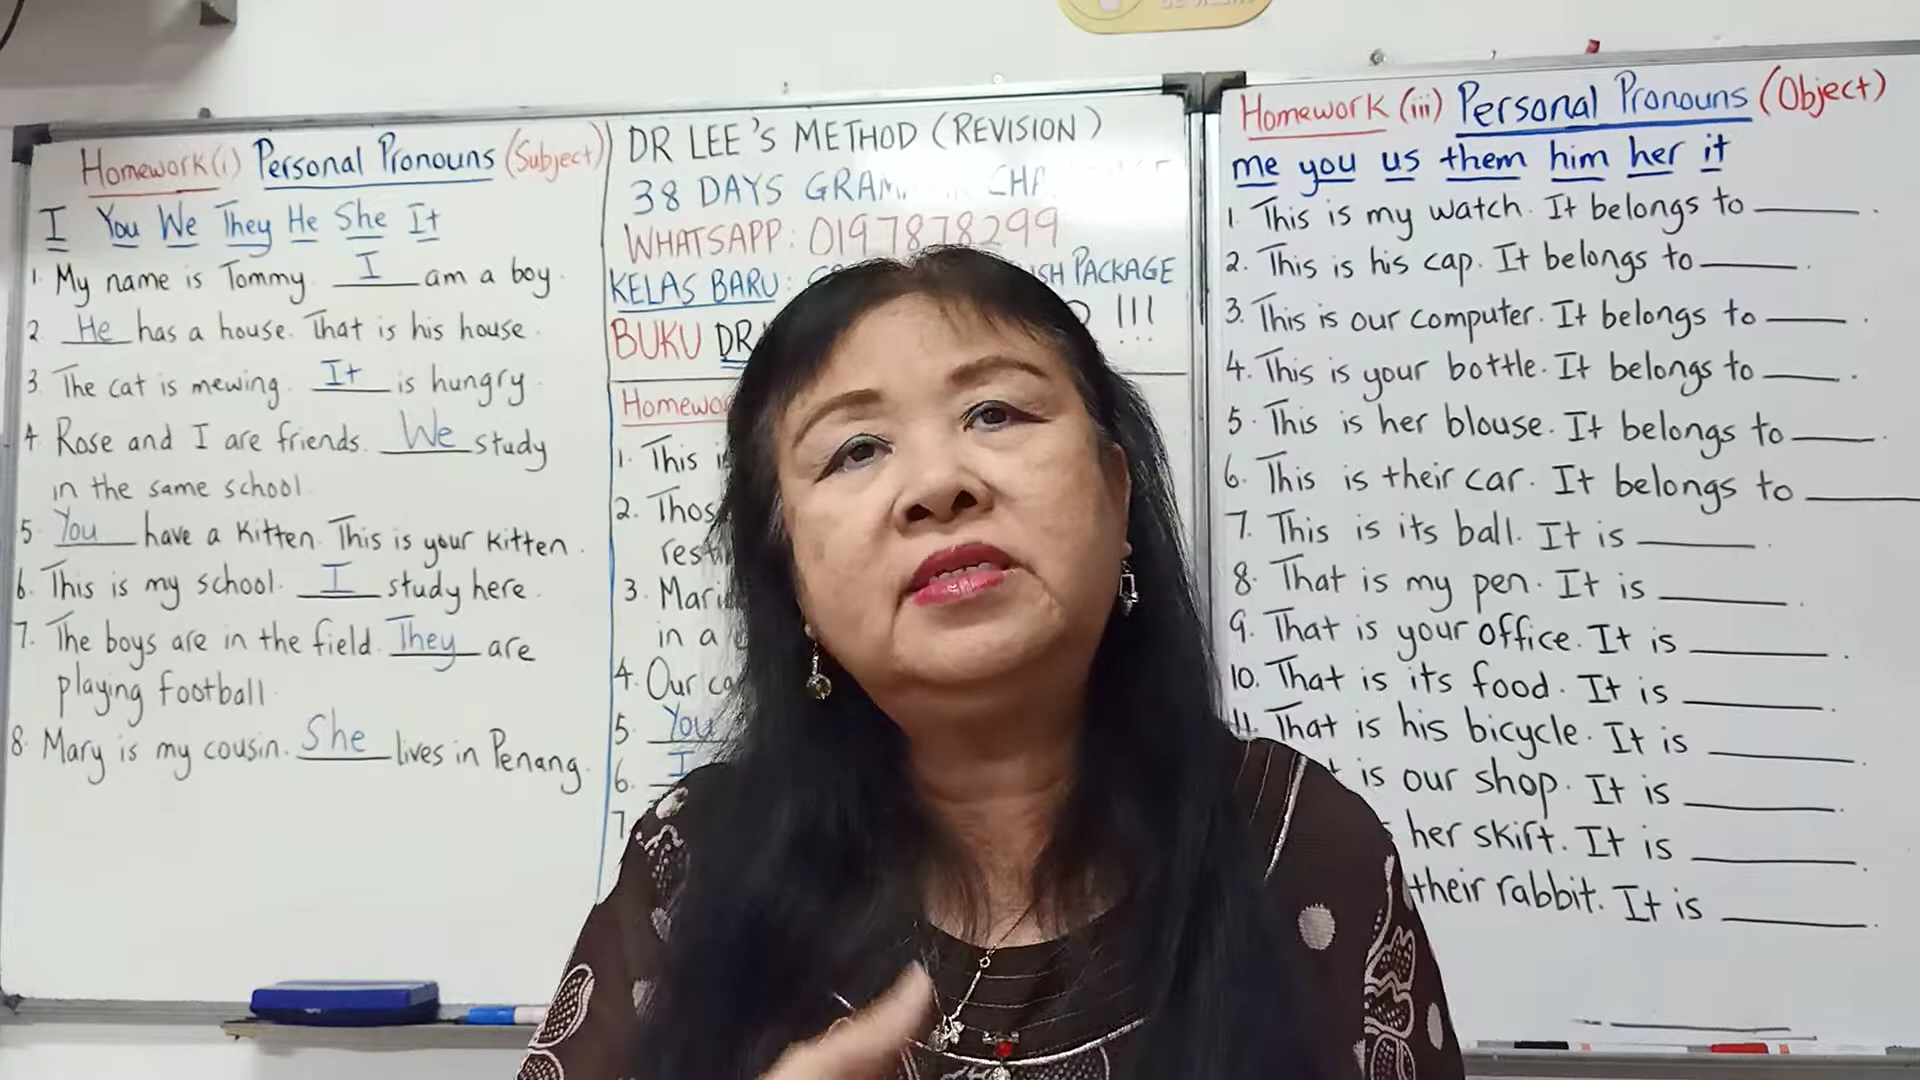 Homework (i) Personal Pronouns (Subject)
I You We They He She It
1. My name is Tommy. I am a boy.
2. He has a house. That is his house.
3. The cat is mewing. It is hungry.
4. Rose and I are friends. We study
in the same school.
5. You have a kitten. This is your kitten.
6. This is my school. I study here.
7. The boys are in the field. They are
playing football.
8. Mary is my cousin. She lives in Penang.
DR LEE'S METHOD (REVISION)
38 DAYS
WHATSAPP: 0197878299
KELAS BARU: PACKAGE
BUKU DR !!!
1. This
2.
3.
in a
4. Our
5. You
6. I
7.
Homework (iii) Personal Pronouns (Object)
me you us them him her it
1. This is my watch. It belongs to ______.
2. This is his cap. It belongs to ______.
3. This is our computer. It belongs to ______.
4. This is your bottle. It belongs to ______.
5. This is her blouse. It belongs to ______.
6. This is their car. It belongs to ______
7. This is its ball. It is ______.
8. That is my pen. It is ______.
9. That is your office. It is ______.
10. That is its food. It is ______.
11. That is his bicycle. It is ______.
is our shop. It is ______.
her skirt. It is ______.
their rabbit. It is ______.